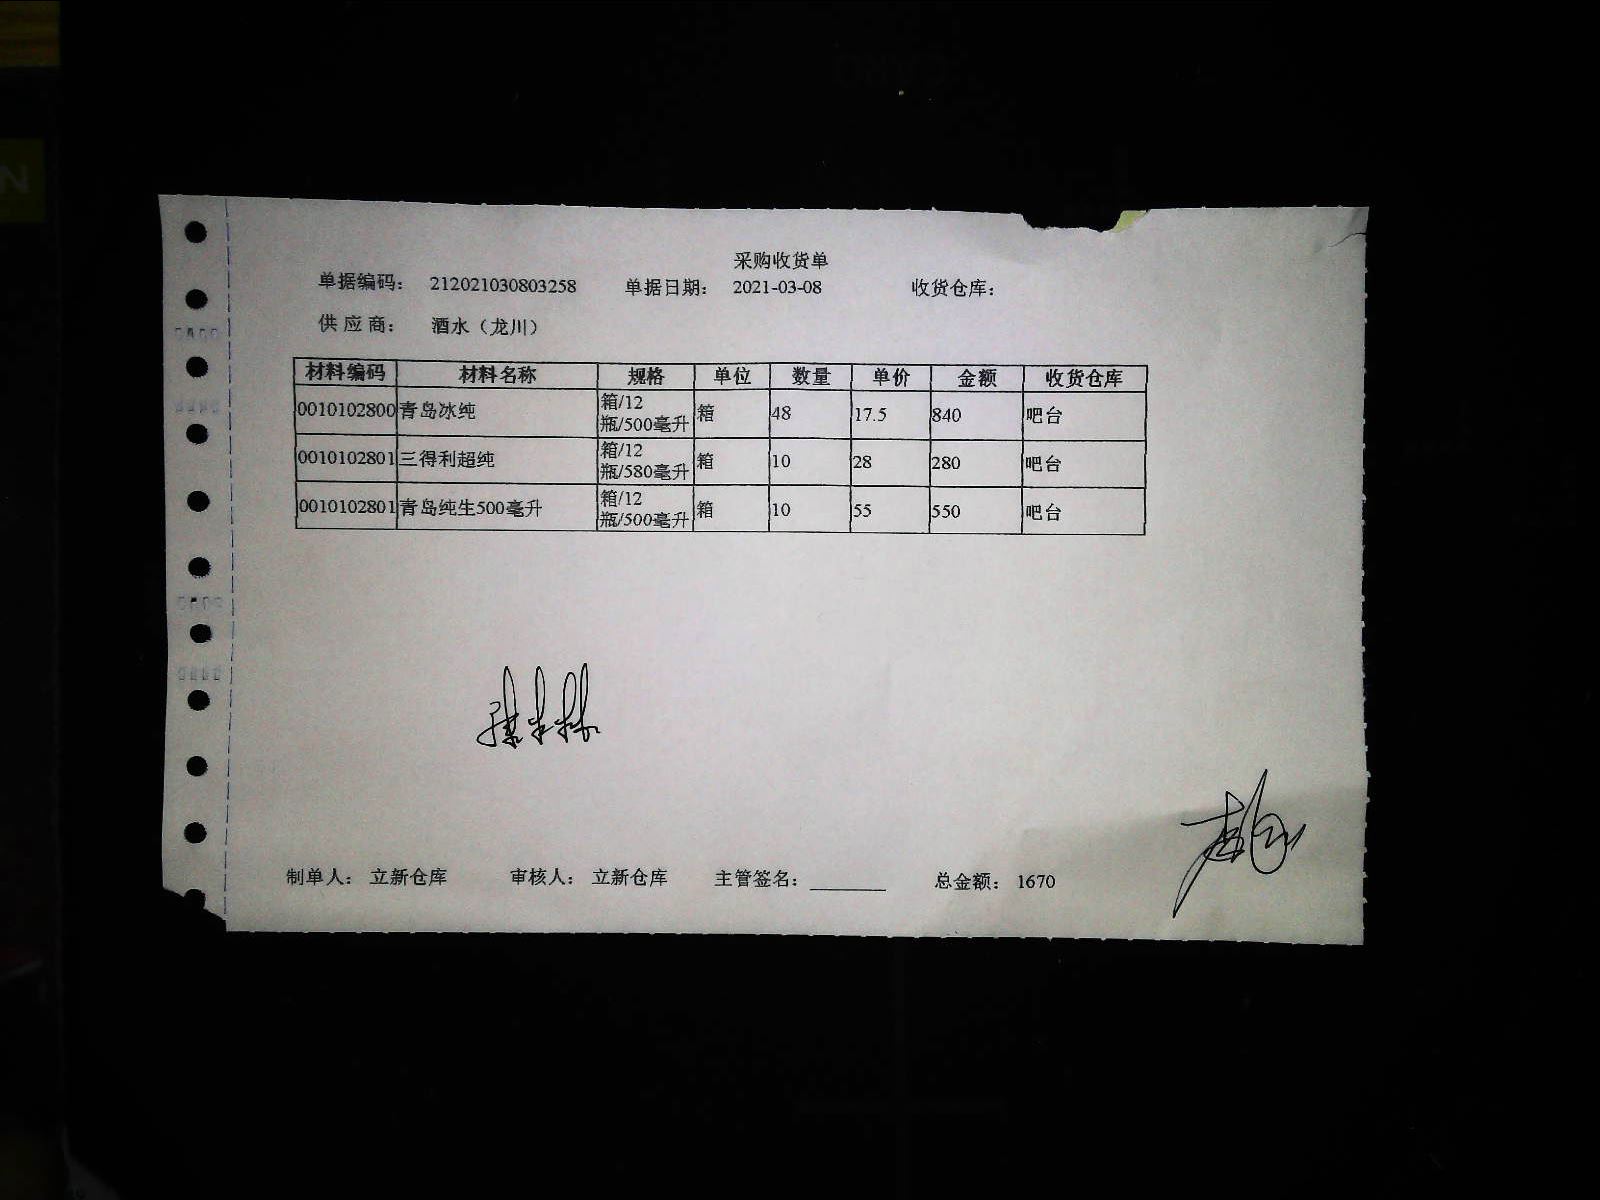 采购收货单
单据编码： 212021030803258 单据日期： 2021-03-08 收货仓库：
供 应 商： 酒水（龙川）
材料编码 材料名称 规格 单位 数量 单价 金额 收货仓库
0010102800 青岛冰纯 箱/12瓶/500毫升 箱 48 17.5 840 吧台
0010102801 三得利超纯 箱/12瓶/580毫升 箱 10 28 280 吧台
0010102801 青岛纯生500毫升 箱/12瓶/500毫升 箱 10 55 550 吧台
制单人： 立新仓库 审核人： 立新仓库 主管签名：________ 总金额： 1670